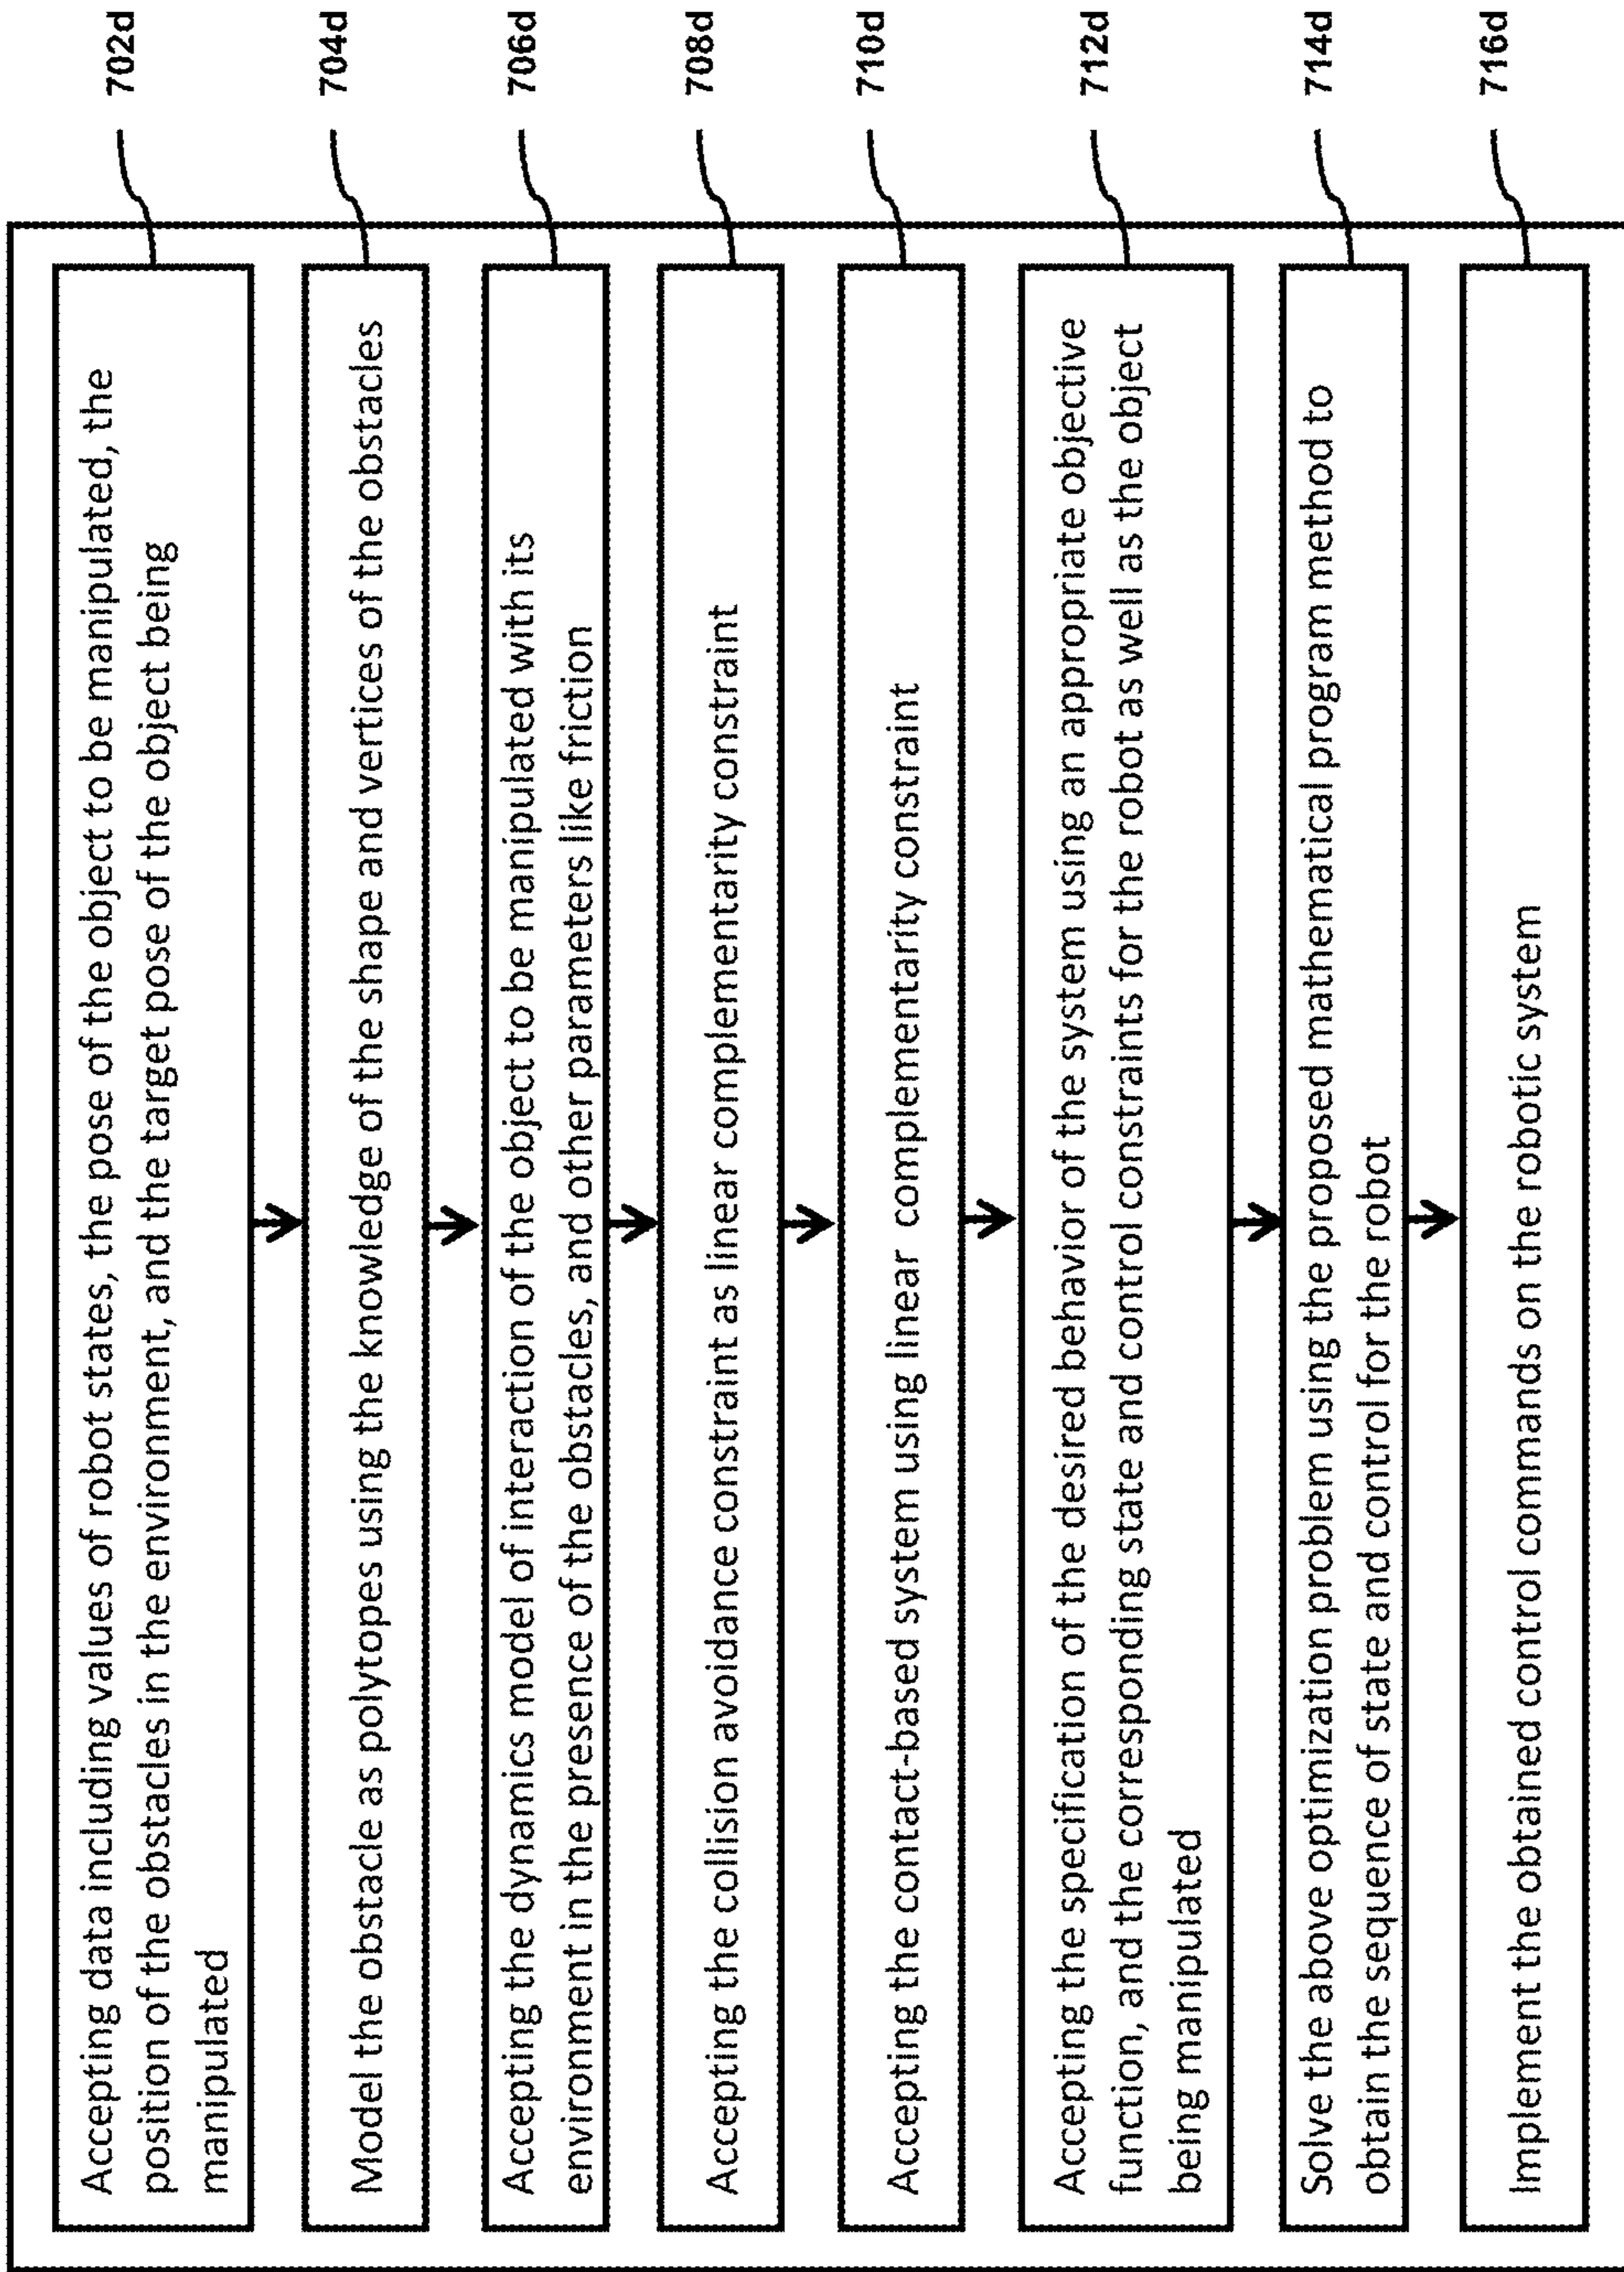 Accepting data including values of robot states, the pose of the object to be manipulated, the
position of the obstacles in the environment, and the target pose of the object being
manipulated
702d
Model the obstacle as polytopes using the knowledge of the shape and vertices of the obstacles
704d
Accepting the dynamics model of interaction of the object to be manipulated with its
environment in the presence of the obstacles, and other parameters like friction
706d
Accepting the collision avoidance constraint as linear complementarity constraint
708d
Accepting the contact-based system using linear complementarity constraint
710d
Accepting the specification of the desired behavior of the system using an appropriate objective
function, and the corresponding state and control constraints for the robot as well as the object
being manipulated
712d
Solve the above optimization problem using the proposed mathematical program method to
obtain the sequence of state and control for the robot
714d
Implement the obtained control commands on the robotic system
716d